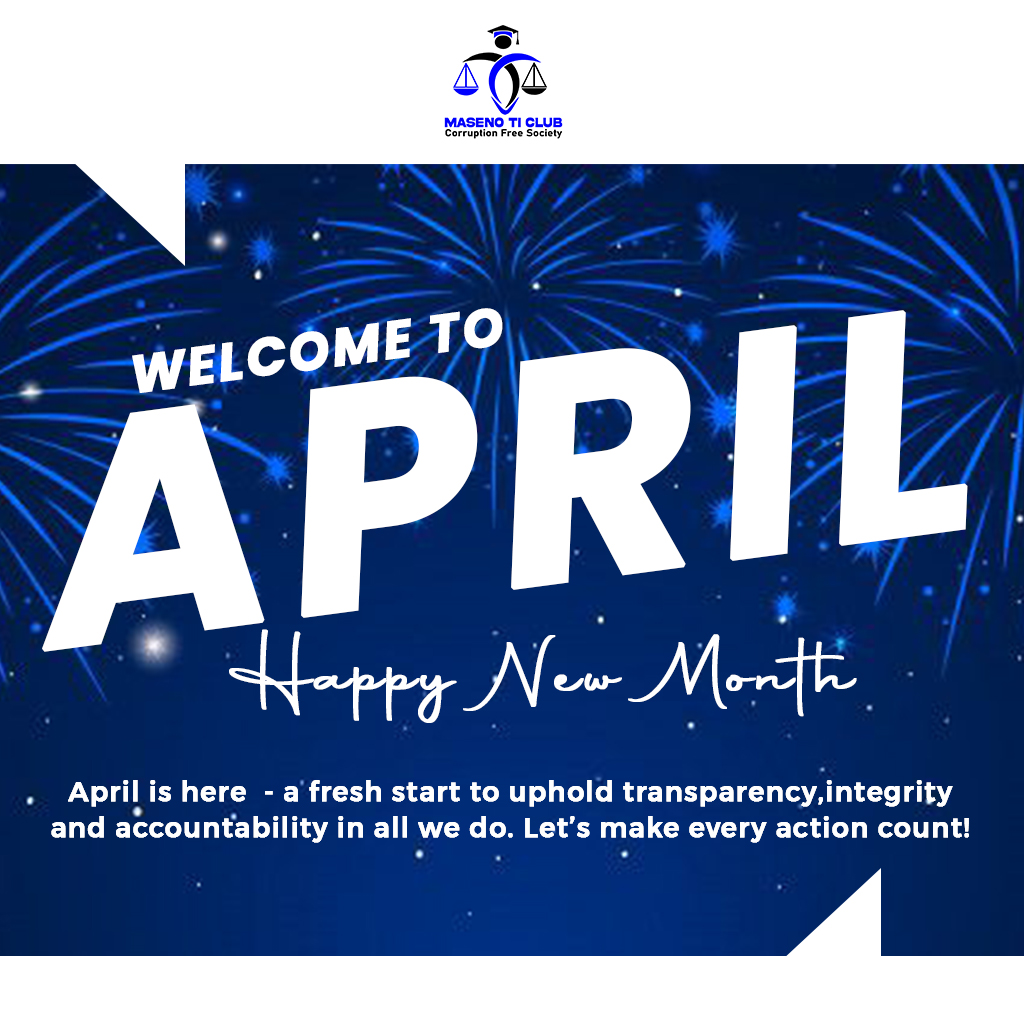 MASENO TI CLUB
Corruption Free Society
WELCOME TO
APRIL
Happy New Month
April is here - a fresh start to uphold transparency,integrity
and accountability in all we do. Let's make every action count!